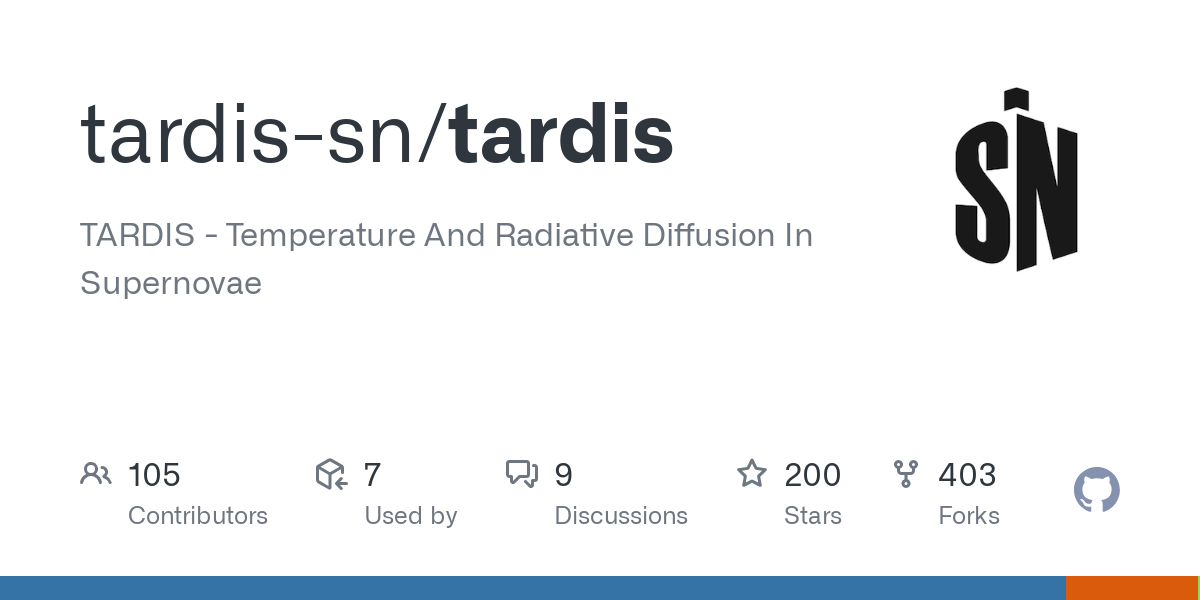 tardis-sn/tardis
SN
TARDIS - Temperature And Radiative Diffusion In
Supernovae
105
Contributors
7
Used by
9
Discussions
200
Stars
403
Forks